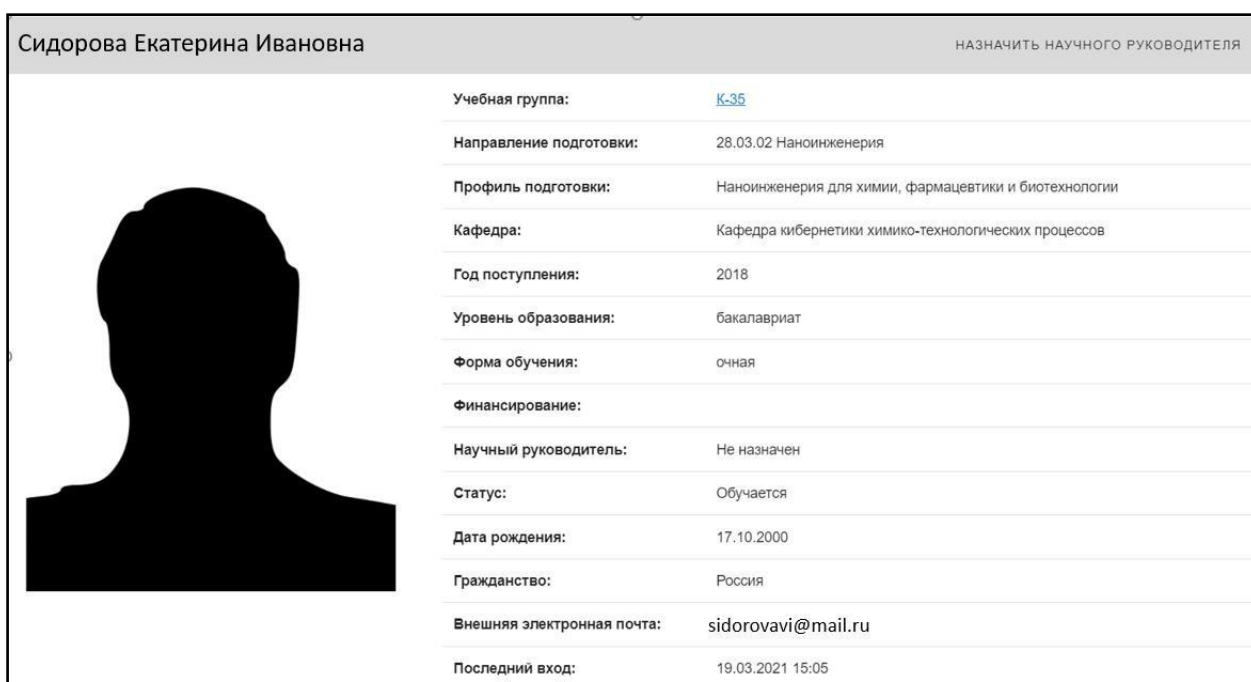 Сидорова Екатерина Ивановна НАЗНАЧИТЬ НАУЧНОГО РУКОВОДИТЕЛЯ
Учебная группа: К-35
Направление подготовки: 28.03.02 Наноинженерия
Профиль подготовки: Наноинженерия для химии, фармацевтики и биотехнологии
Кафедра: Кафедра кибернетики химико-технологических процессов
Год поступления: 2018
Уровень образования: бакалавриат
Форма обучения: очная
Финансирование:
Научный руководитель: Не назначен
Статус: Обучается
Дата рождения: 17.10.2000
Гражданство: Россия
Внешняя электронная почта: sidorovavi@mail.ru
Последний вход: 19.03.2021 15:05